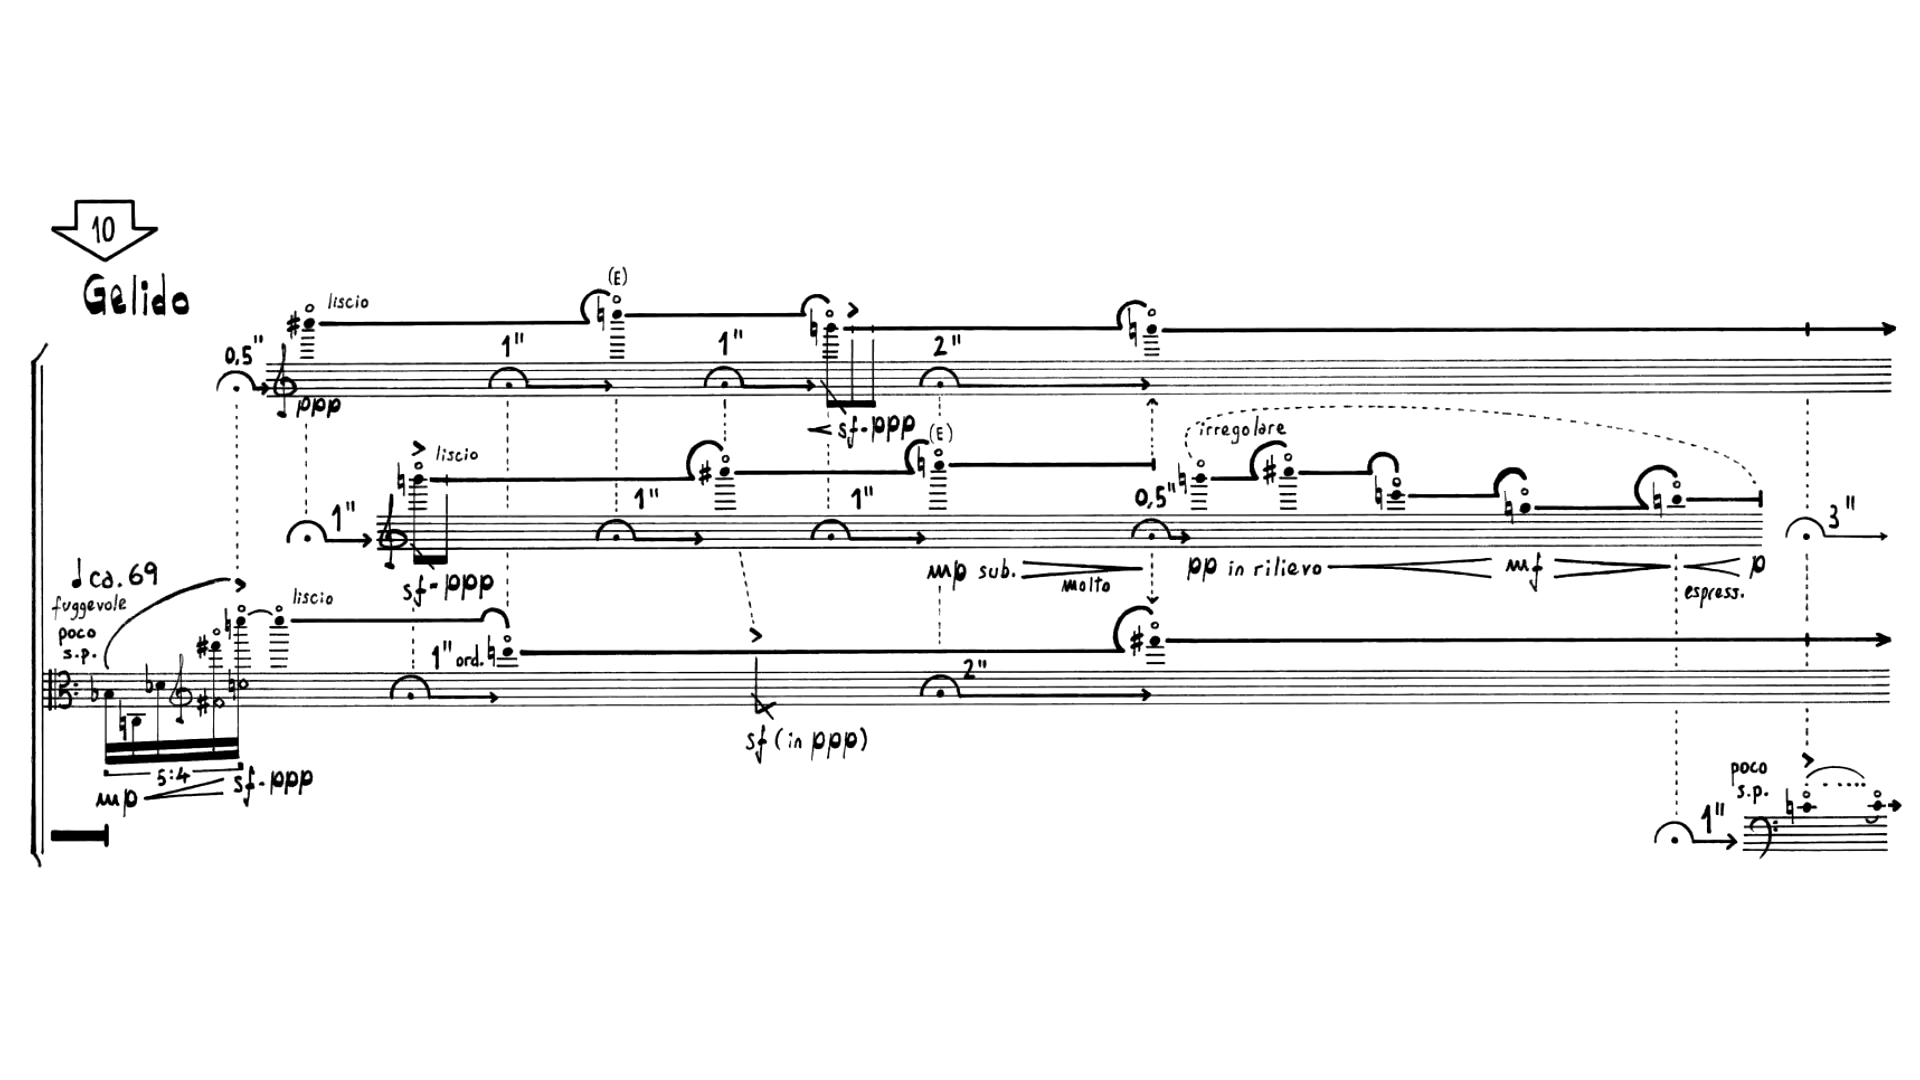 10
Gelido
(E)
liscio
0,5" 1" 1" 2"
ppp
sf-ppp (E) irregolare
liscio
1" 1" 1" 0,5" 3"
mp sub. molto pp in rilievo mf espress. p
sf-ppp
ca. 69
fuggevole
poco
s.p.
liscio
1" ord. 2"
sf (in ppp)
5:4
mp sf-ppp
poco
s.p.
1"